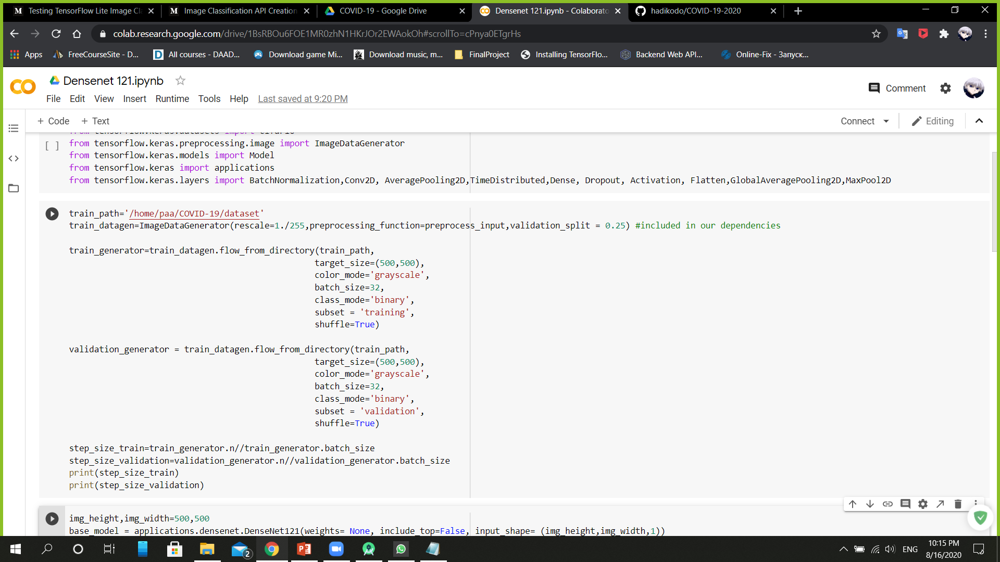 Testing TensorFlow Lite Image Cl
Image Classification API Creation
COVID-19 - Google Drive
Densenet 121.ipynb - Colaborato
hadikodo/COVID-19-2020
colab.research.google.com/drive/1BsRBOu6FOE1MR0zhN1HKrJOr2EWAokOh#scrollTo=cPnya0ETgrHs
Apps
FreeCourseSite - D...
All courses - DAAD...
Download game Mi...
Download music, m...
FinalProject
Installing TensorFlo...
Backend Web API...
Online-Fix - Запуск...
Densenet 121.ipynb
Comment
File Edit View Insert Runtime Tools Help Last saved at 9:20 PM
+ Code + Text
Connect
Editing
from tensorflow.keras.datasets import cifar10
[ ] from tensorflow.keras.preprocessing.image import ImageDataGenerator
from tensorflow.keras.models import Model
from tensorflow.keras import applications
from tensorflow.keras.layers import BatchNormalization,Conv2D, AveragePooling2D,TimeDistributed,Dense, Dropout, Activation, Flatten,GlobalAveragePooling2D,MaxPool2D
train_path='/home/paa/COVID-19/dataset'
train_datagen=ImageDataGenerator(rescale=1./255,preprocessing_function=preprocess_input,validation_split = 0.25) #included in our dependencies
train_generator=train_datagen.flow_from_directory(train_path,
target_size=(500,500),
color_mode='grayscale',
batch_size=32,
class_mode='binary',
subset = 'training',
shuffle=True)
validation_generator = train_datagen.flow_from_directory(train_path,
target_size=(500,500),
color_mode='grayscale',
batch_size=32,
class_mode='binary',
subset = 'validation',
shuffle=True)
step_size_train=train_generator.n//train_generator.batch_size
step_size_validation=validation_generator.n//validation_generator.batch_size
print(step_size_train)
print(step_size_validation)
img_height,img_width=500,500
base_model = applications.densenet.DenseNet121(weights= None, include_top=False, input_shape= (img_height,img_width,1))
2
ENG
10:15 PM
8/16/2020